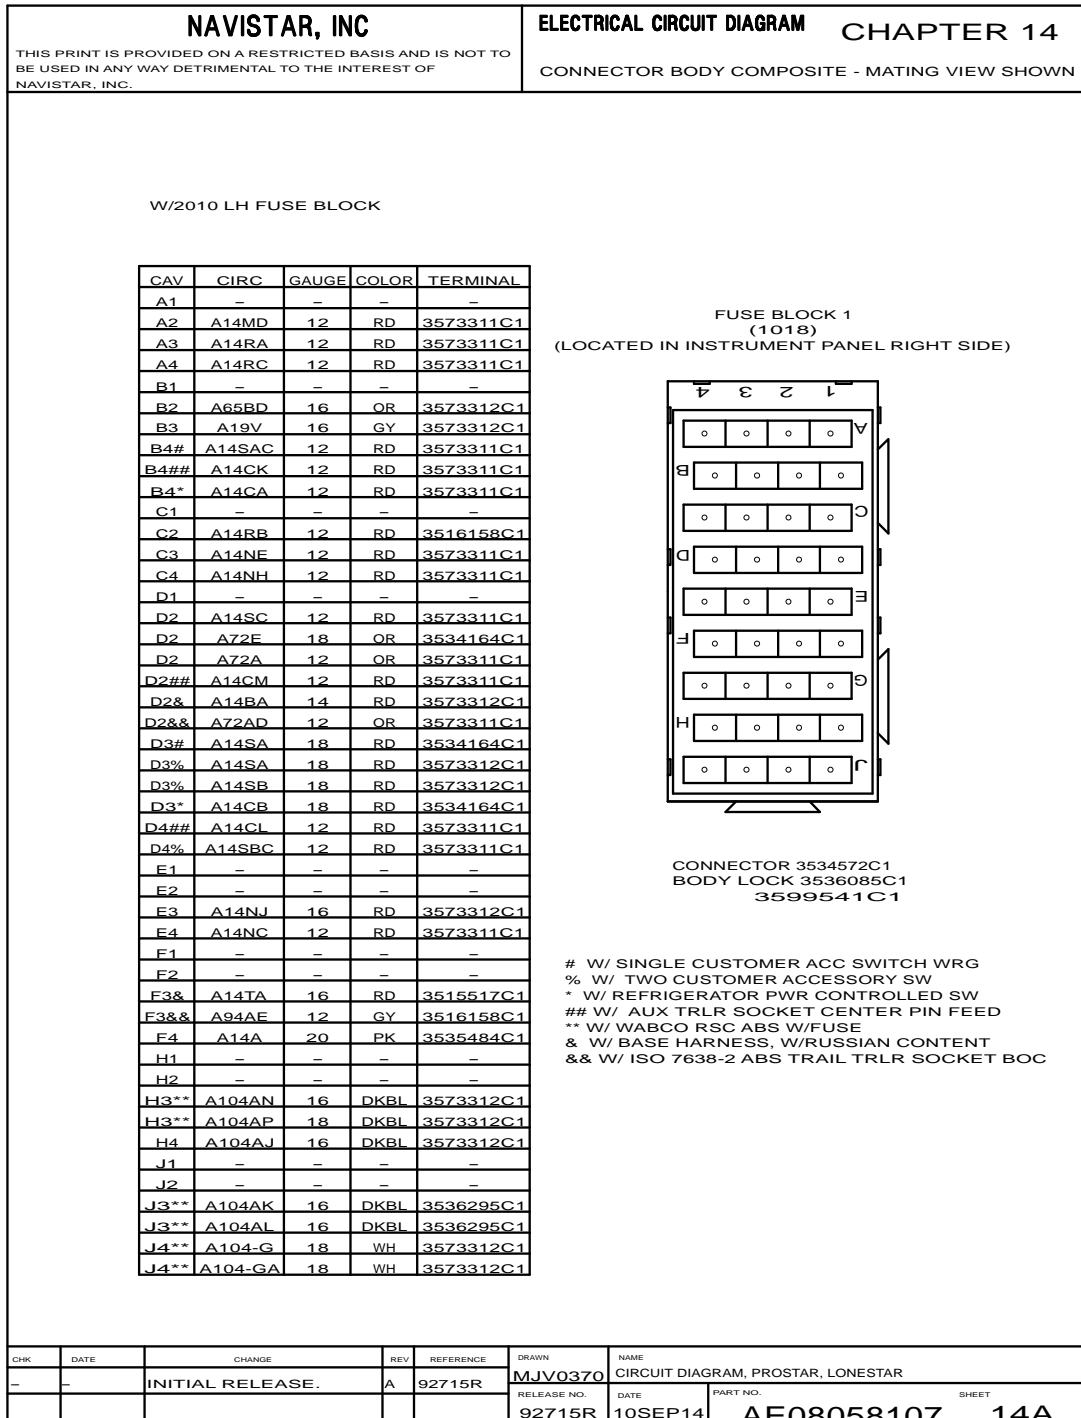 NAVISTAR, INC
THIS PRINT IS PROVIDED ON A RESTRICTED BASIS AND IS NOT TO
BE USED IN ANY WAY DETRIMENTAL TO THE INTEREST OF
NAVISTAR, INC.
ELECTRICAL CIRCUIT DIAGRAM CHAPTER 14
CONNECTOR BODY COMPOSITE - MATING VIEW SHOWN
W/2010 LH FUSE BLOCK
CAV CIRC GAUGE COLOR TERMINAL
A1 – – – –
A2 A14MD 12 RD 3573311C1
A3 A14RA 12 RD 3573311C1
A4 A14RC 12 RD 3573311C1
B1 – – – –
B2 A65BD 16 OR 3573312C1
B3 A19V 16 GY 3573312C1
B4# A14SAC 12 RD 3573311C1
B4## A14CK 12 RD 3573311C1
B4* A14CA 12 RD 3573311C1
C1 – – – –
C2 A14RB 12 RD 3516158C1
C3 A14NE 12 RD 3573311C1
C4 A14NH 12 RD 3573311C1
D1 – – – –
D2 A14SC 12 RD 3573311C1
D2 A72E 18 OR 3534164C1
D2 A72A 12 OR 3573311C1
D2## A14CM 12 RD 3573311C1
D2& A14BA 14 RD 3573312C1
D2&& A72AD 12 OR 3573311C1
D3# A14SA 18 RD 3534164C1
D3% A14SA 18 RD 3573312C1
D3% A14SB 18 RD 3573312C1
D3* A14CB 18 RD 3534164C1
D4## A14CL 12 RD 3573311C1
D4% A14SBC 12 RD 3573311C1
E1 – – – –
E2 – – – –
E3 A14NJ 16 RD 3573312C1
E4 A14NC 12 RD 3573311C1
F1 – – – –
F2 – – – –
F3& A14TA 16 RD 3515517C1
F3&& A94AE 12 GY 3516158C1
F4 A14A 20 PK 3535484C1
H1 – – – –
H2 – – – –
H3** A104AN 16 DKBL 3573312C1
H3** A104AP 18 DKBL 3573312C1
H4 A104AJ 16 DKBL 3573312C1
J1 – – – –
J2 – – – –
J3** A104AK 16 DKBL 3536295C1
J3** A104AL 16 DKBL 3536295C1
J4** A104-G 18 WH 3573312C1
J4** A104-GA 18 WH 3573312C1
FUSE BLOCK 1
(1018)
(LOCATED IN INSTRUMENT PANEL RIGHT SIDE)
4 3 2 1
A
B
C
D
E
F
G
H
J
CONNECTOR 3534572C1
BODY LOCK 3536085C1
3599541C1
# W/ SINGLE CUSTOMER ACC SWITCH WRG
% W/ TWO CUSTOMER ACCESSORY SW
* W/ REFRIGERATOR PWR CONTROLLED SW
## W/ AUX TRLR SOCKET CENTER PIN FEED
** W/ WABCO RSC ABS W/FUSE
& W/ BASE HARNESS, W/RUSSIAN CONTENT
&& W/ ISO 7638-2 ABS TRAIL TRLR SOCKET BOC
CHK DATE CHANGE REV REFERENCE DRAWN NAME
– – INITIAL RELEASE. A 92715R MJV0370 CIRCUIT DIAGRAM, PROSTAR, LONESTAR
RELEASE NO. DATE PART NO. SHEET
92715R 10SEP14 AE08058107 14A